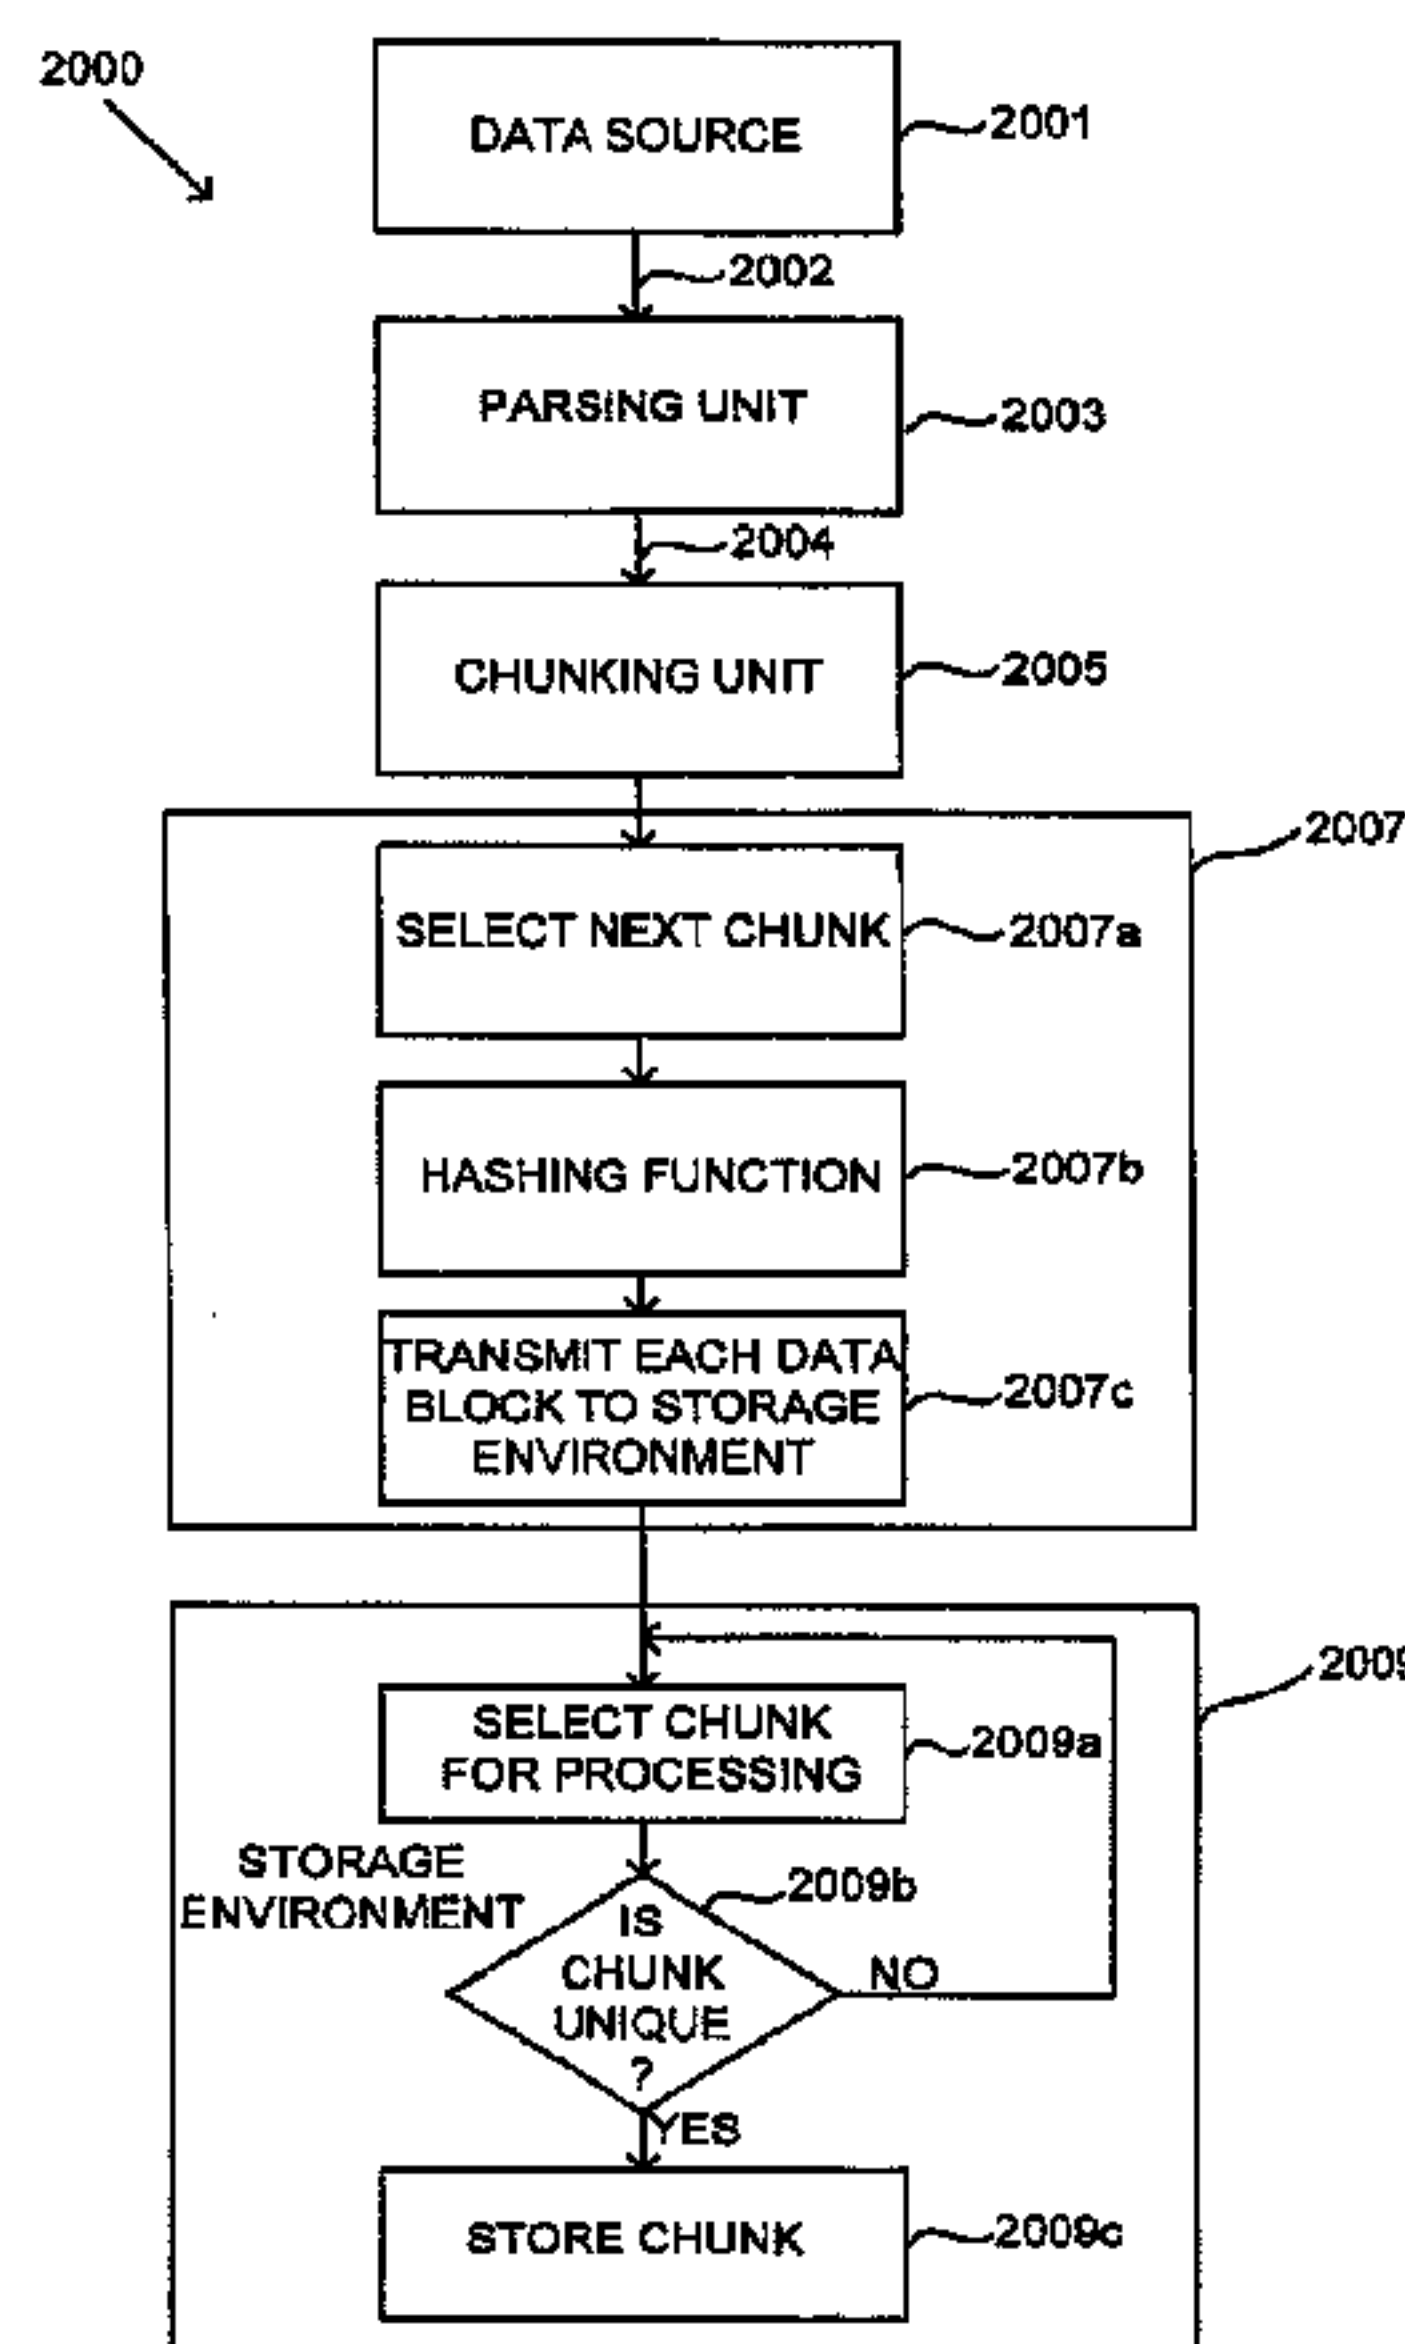 2000
DATA SOURCE
2001
2002
PARSING UNIT
2003
2004
CHUNKING UNIT
2005
2007
SELECT NEXT CHUNK
2007a
HASHING FUNCTION
2007b
TRANSMIT EACH DATA
BLOCK TO STORAGE
ENVIRONMENT
2007c
2009
SELECT CHUNK
FOR PROCESSING
2009a
STORAGE
ENVIRONMENT
2009b
IS
CHUNK
UNIQUE
?
NO
YES
STORE CHUNK
2009c